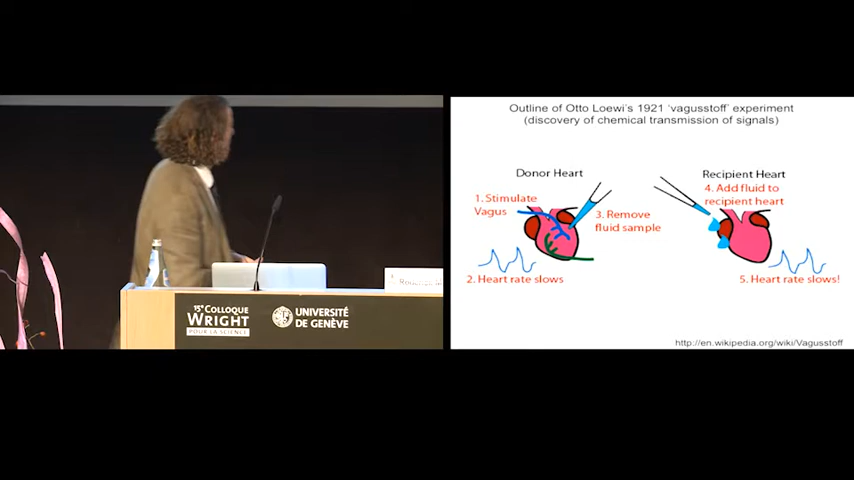 15e COLLOQUE
WRIGHT
POUR LA SCIENCE
UNIVERSITÉ
DE GENÈVE
Outline of Otto Loewi's 1921 'vagusstoff' experiment
(discovery of chemical transmission of signals)
Donor Heart
1. Stimulate
Vagus
3. Remove
fluid sample
2. Heart rate slows
Recipient Heart
4. Add fluid to
recipient heart
5. Heart rate slows!
http://en.wikipedia.org/wiki/Vagusstoff